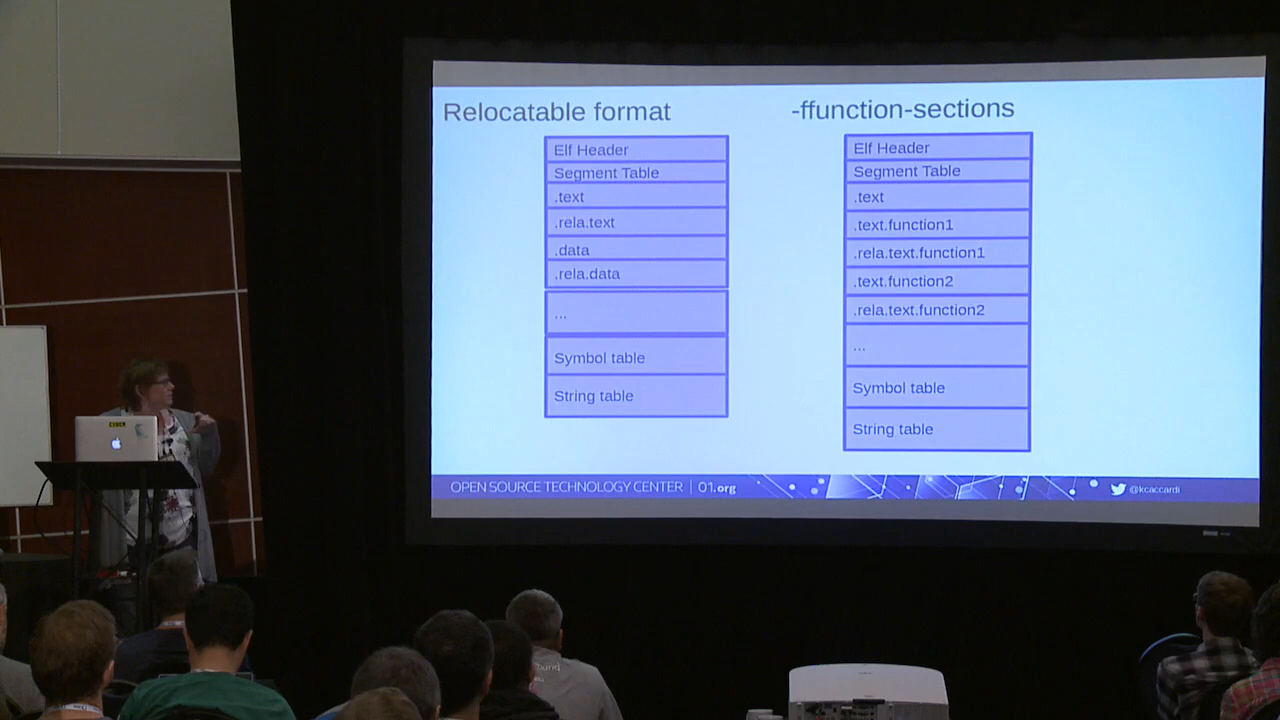 Relocatable format
Elf Header
Segment Table
.text
.rela.text
.data
.rela.data
...
Symbol table
String table
-ffunction-sections
Elf Header
Segment Table
.text
.text.function1
.rela.text.function1
.text.function2
.rela.text.function2
...
Symbol table
String table
OPEN SOURCE TECHNOLOGY CENTER | 01.org
@kcaccardi